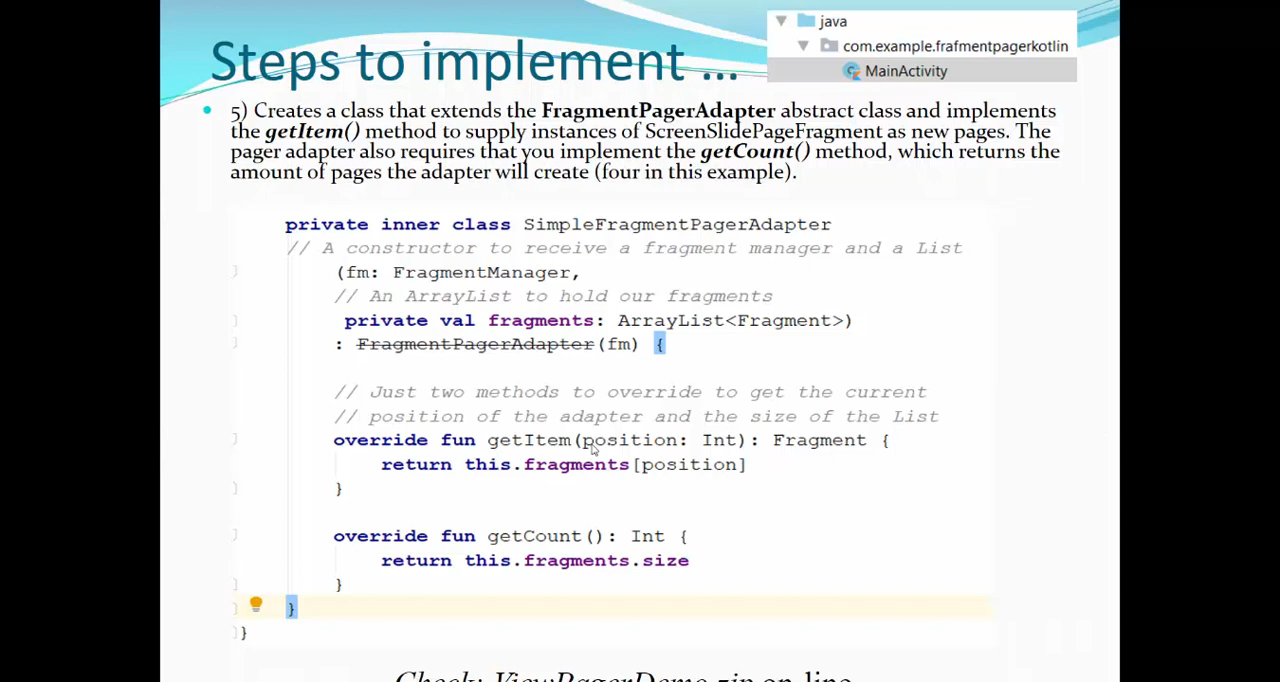 Steps to implement ...
java
com.example.frafmentpagerkotlin
MainActivity
5) Creates a class that extends the FragmentPagerAdapter abstract class and implements
the getItem() method to supply instances of ScreenSlidePageFragment as new pages. The
pager adapter also requires that you implement the getCount() method, which returns the
amount of pages the adapter will create (four in this example).
private inner class SimpleFragmentPagerAdapter
// A constructor to receive a fragment manager and a List
(fm: FragmentManager,
// An ArrayList to hold our fragments
private val fragments: ArrayList<Fragment>)
: FragmentPagerAdapter(fm) {
// Just two methods to override to get the current
// position of the adapter and the size of the List
override fun getItem(position: Int): Fragment {
return this.fragments[position]
}
override fun getCount(): Int {
return this.fragments.size
}
}
}
Check: ViewPagerDemo.zip on-line